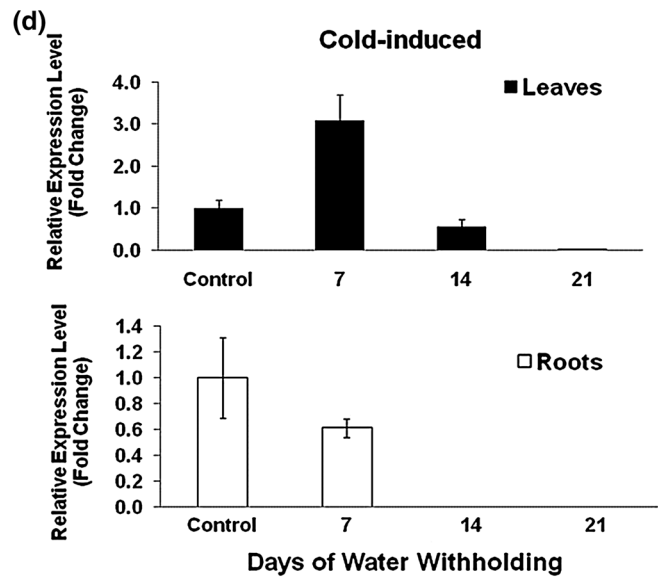 (d)
Cold-induced
Relative Expression Level
(Fold Change)
4.0
3.0
2.0
1.0
0.0
Leaves
Control 7 14 21
Relative Expression Level
(Fold Change)
1.4
1.2
1.0
0.8
0.6
0.4
0.2
0.0
Roots
Control 7 14 21
Days of Water Withholding